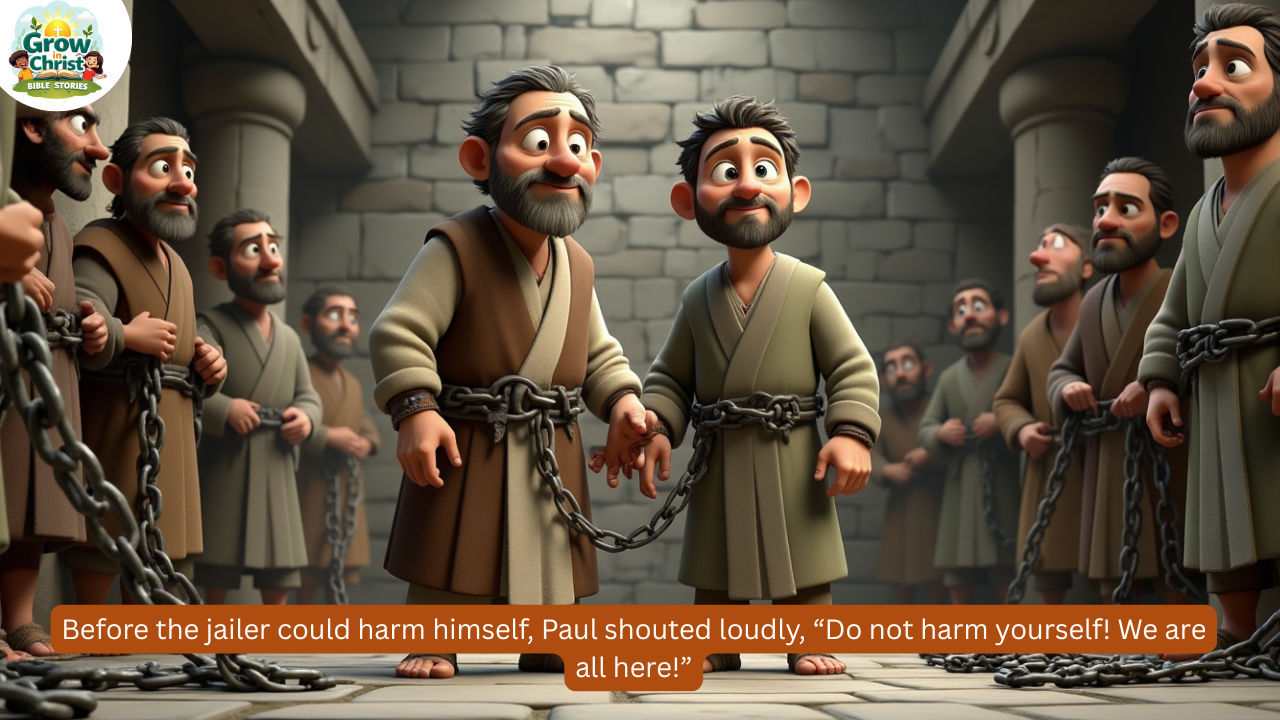 Grow
in
Christ
BIBLE STORIES
Before the jailer could harm himself, Paul shouted loudly, “Do not harm yourself! We are
all here!”